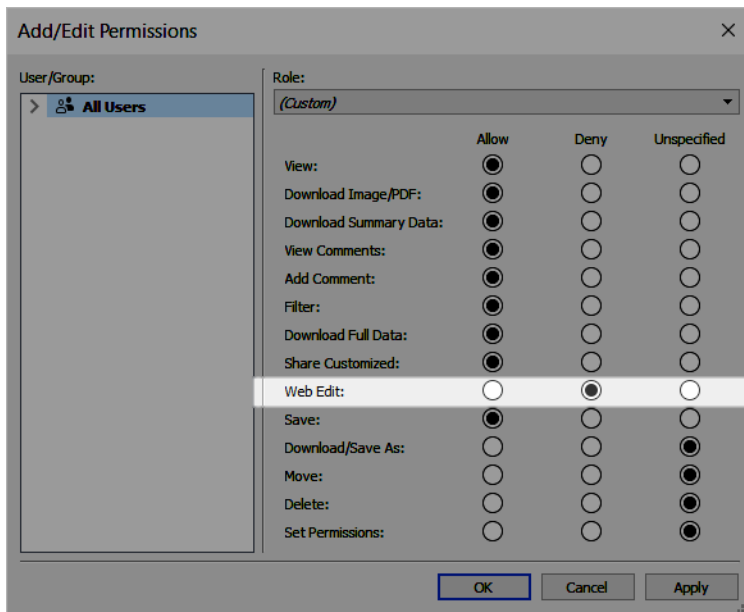 Add/Edit Permissions
User/Group:
All Users
Role:
(Custom)
Allow Deny Unspecified
View:
Download Image/PDF:
Download Summary Data:
View Comments:
Add Comment:
Filter:
Download Full Data:
Share Customized:
Web Edit:
Save:
Download/Save As:
Move:
Delete:
Set Permissions:
OK Cancel Apply